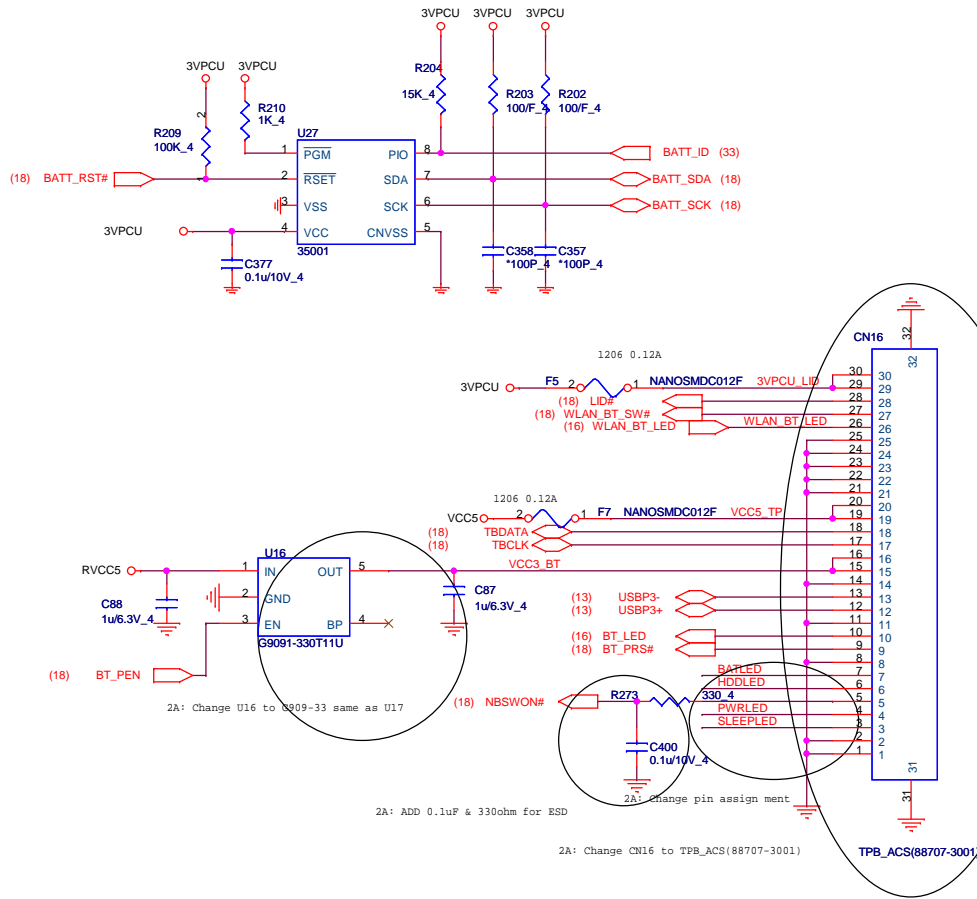 3VPCU 3VPCU 3VPCU
3VPCU 3VPCU
R204
15K_4
R203
100/F_4
R202
100/F_4
R210
1K_4
2
R209
100K_4
1
U27
1 PGM PIO 8 BATT_ID (33)
(18) BATT_RST# 2 RSET SDA 7 BATT_SDA (18)
3 VSS SCK 6 BATT_SCK (18)
3VPCU 4 VCC CNVSS 5
35001
C377
0.1u/10V_4
C358
*100P_4
C357
*100P_4
CN16
32
32
1206 0.12A
3VPCU F5 2 1 NANOSMDC012F 3VPCU_LID
30 30
29 29
(18) LID# 28 28
(18) WLAN_BT_SW# 27 27
(16) WLAN_BT_LED WLAN_BT_LED 26 26
25 25
24 24
23 23
22 22
21 21
20 20
1206 0.12A
VCC5 2 1 F7 NANOSMDC012F VCC5_TP 19 19
(18) TBDATA 18 18
(18) TBCLK 17 17
16 16
VCC3_BT 15 15
14 14
(13) USBP3- 13 13
(13) USBP3+ 12 12
11 11
(16) BT_LED 10 10
(18) BT_PRS# 9 9
8 8
BATLED 7 7
HDDLED 6 6
(18) NBSWON# R273 330_4 5 5
PWRLED 4 4
SLEEPLED 3 3
2 2
1 1
31
31
U16
RVCC5 1 IN OUT 5
2 GND
3 EN BP 4
G9091-330T11U
C88
1u/6.3V_4
C87
1u/6.3V_4
(18) BT_PEN
2A: Change U16 to G909-33 same as U17
C400
0.1u/10V_4
2A: Change pin assign ment
2A: ADD 0.1uF & 330ohm for ESD
2A: Change CN16 to TPB_ACS(88707-3001)
TPB_ACS(88707-3001)